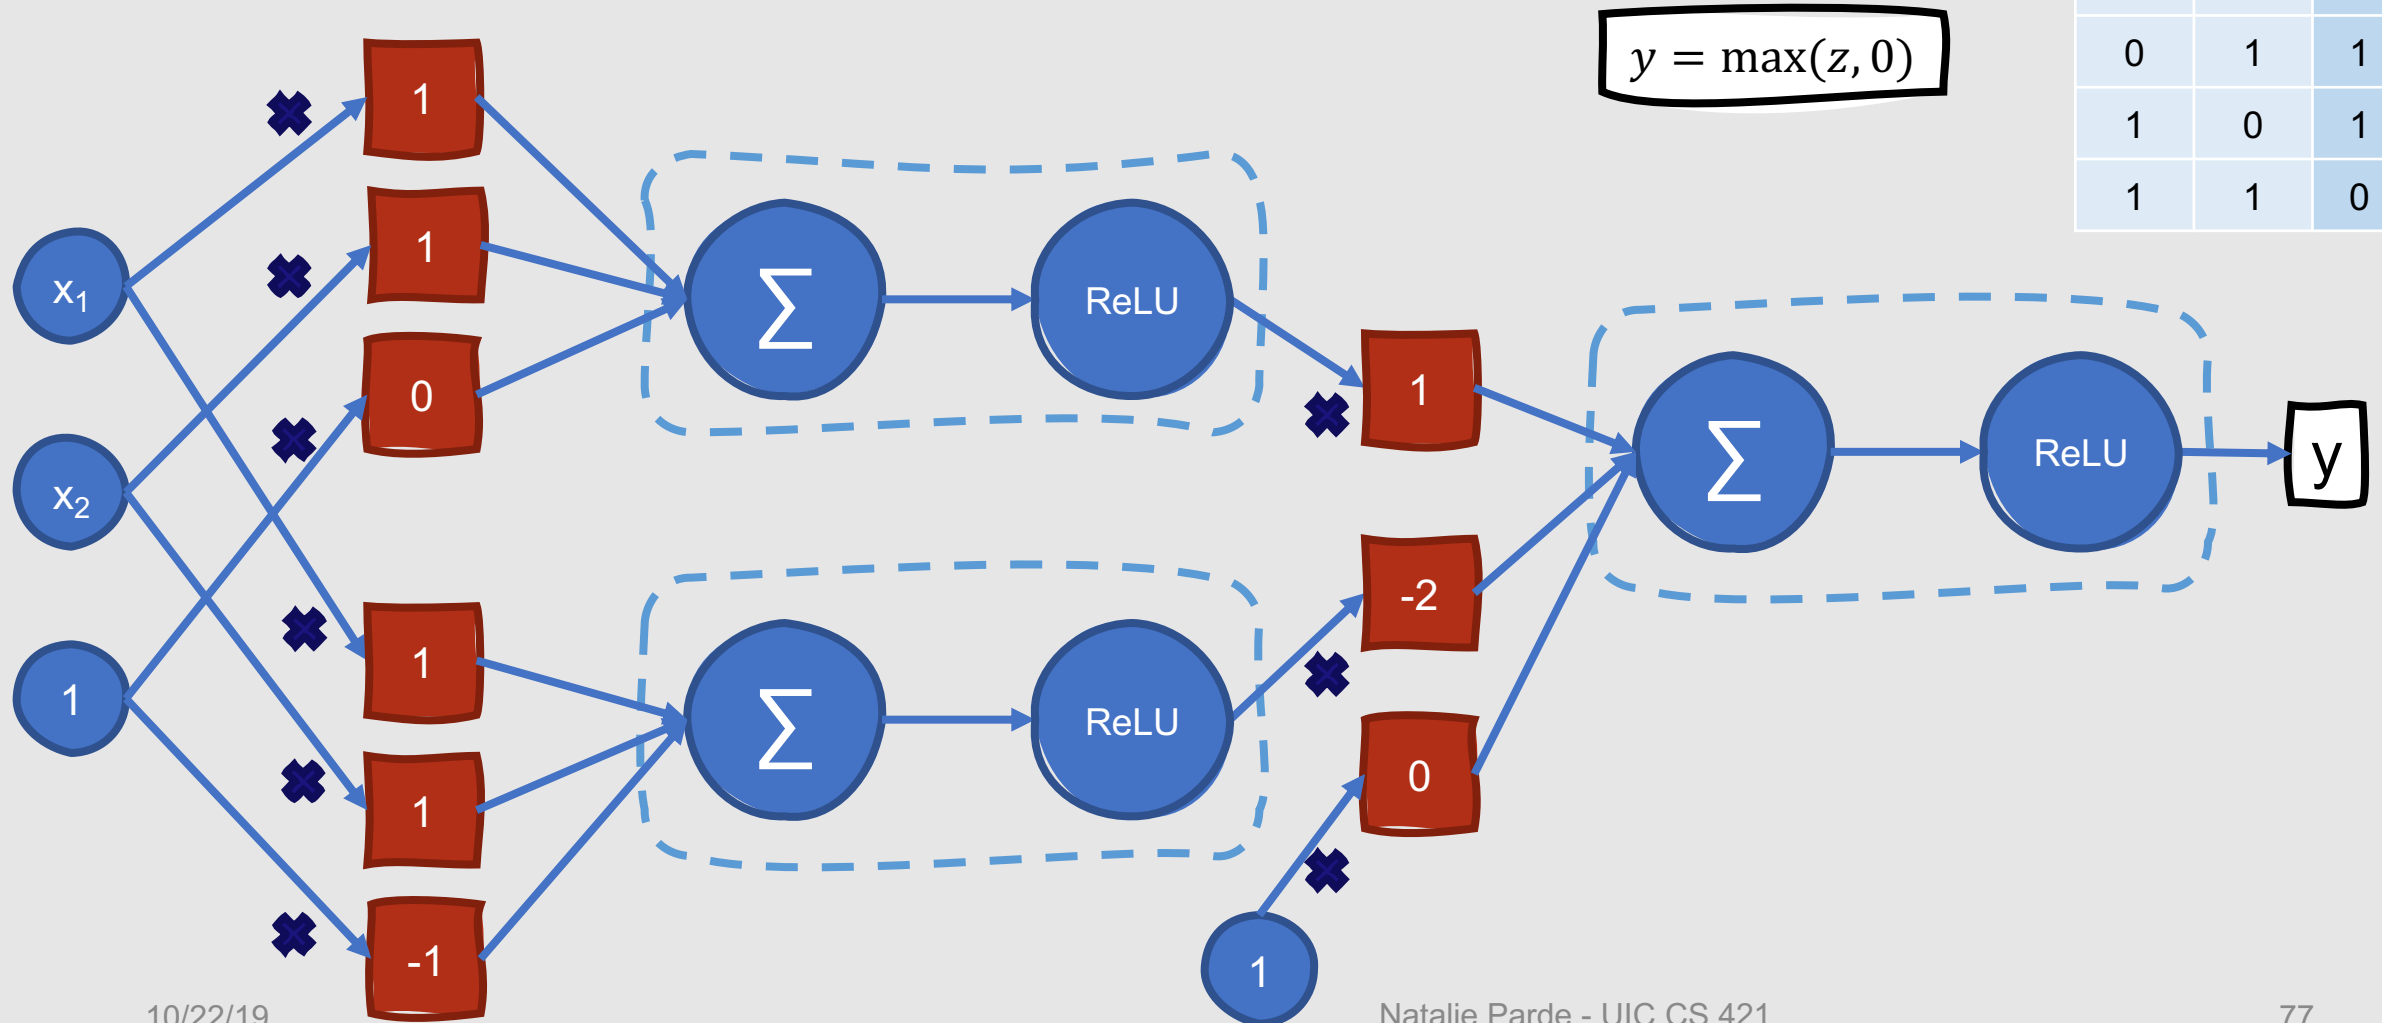 y = max(z, 0)
0 1 1
1 0 1
1 1 0
1
1
0
x₁
x₂
1
1
1
-1
∑
ReLU
∑
ReLU
1
-2
0
1
∑
ReLU
y
10/22/19
Natalie Parde - UIC CS 421
77